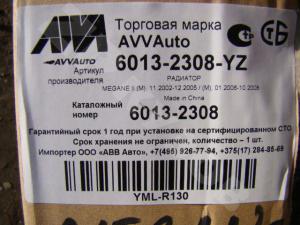 Торговая марка
AVVAuto
AVVAUTO
Артикул производителя
6013-2308-YZ
РАДИАТОР
MEGANE II (M), 11.2002-12.2005 / (M), 01.2006-10.2008
Made in China
Каталожный номер
6013-2308
Гарантийный срок 1 год при установке на сертифицированном СТО
Срок хранения не ограничен, количество – 1 шт.
Импортер ООО «АВВ Авто», +7(495) 926-77-94, +375(17) 284-85-69
YML-R130